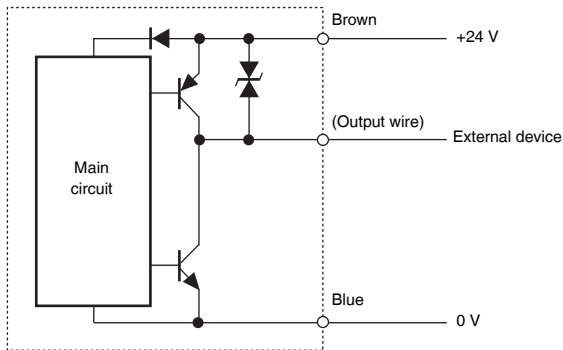 Brown
+24 V
(Output wire)
External device
Main
circuit
Blue
0 V